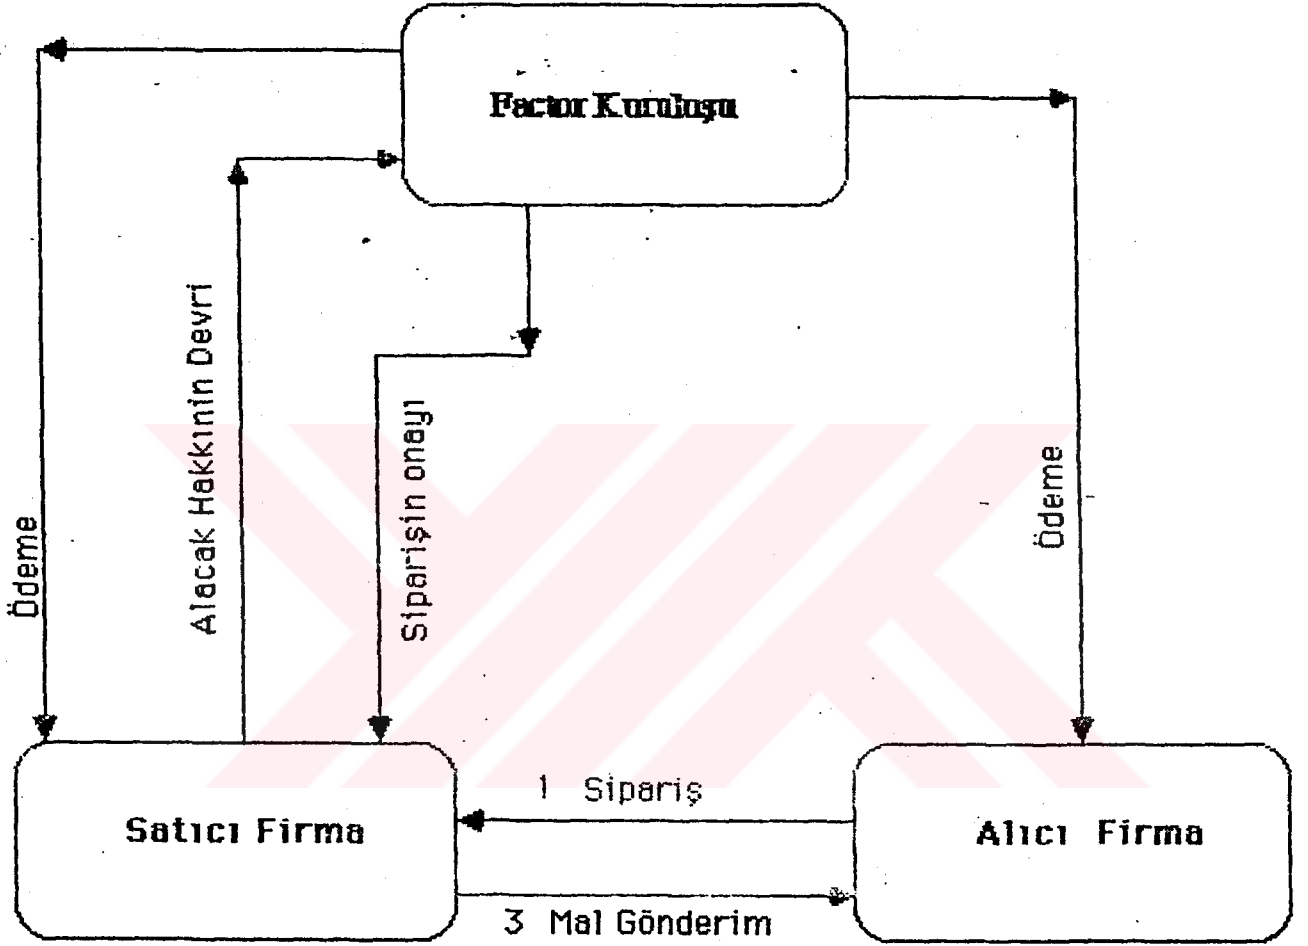 Factor Kuruluşu
Ödeme
Alacak Hakkının Devri
Siparişin onayı
Ödeme
1 Sipariş
Satıcı Firma
Alıcı Firma
3 Mal Gönderim